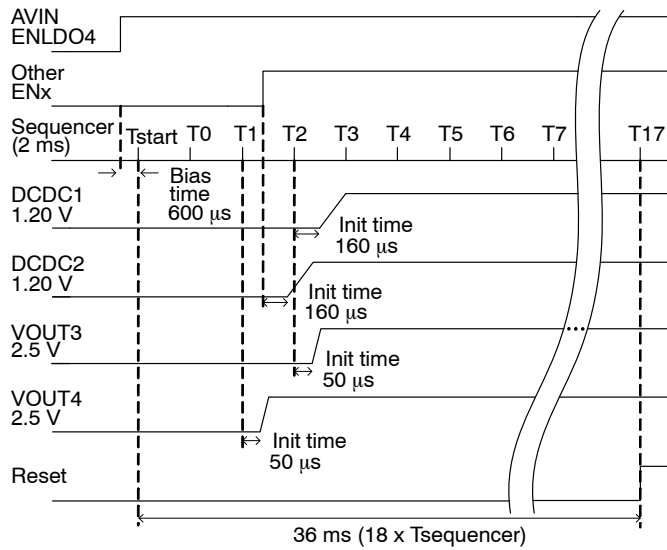 AVIN
ENLDO4
Other
ENx
Sequencer
(2 ms)
Tstart T0 T1 T2 T3 T4 T5 T6 T7 T17
Bias
time
600 μs
DCDC1
1.20 V
Init time
160 μs
DCDC2
1.20 V
Init time
160 μs
VOUT3
2.5 V
...
Init time
50 μs
VOUT4
2.5 V
Init time
50 μs
Reset
36 ms (18 x Tsequencer)